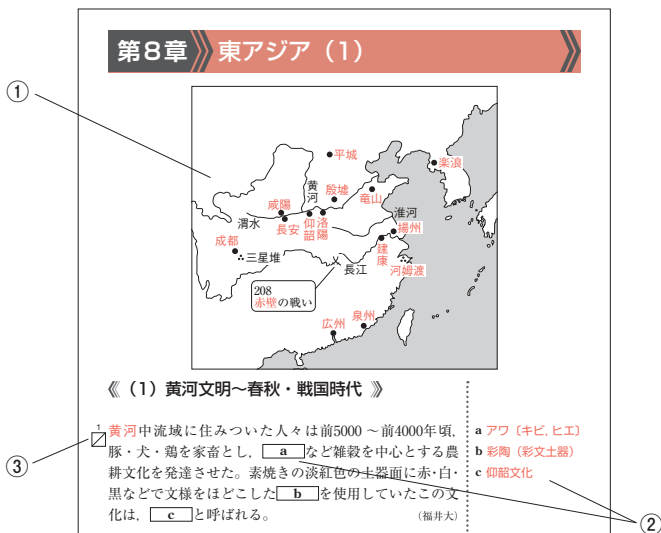 第8章 東アジア（1）
①
平城
楽浪
黄河
殷墟
竜山
咸陽
渭水
長安
仰韶
洛陽
淮河
揚州
成都
三星堆
建康
長江
河姆渡
208
赤壁の戦い
広州
泉州
《（1）黄河文明～春秋・戦国時代 》
1
黄河中流域に住みついた人々は前5000～前4000年頃,
豚・犬・鶏を家畜とし, a など雑穀を中心とする農
耕文化を発達させた。素焼きの淡紅色の土器面に赤・白・
黒などで文様をほどこした b を使用していたこの文
化は, c と呼ばれる。 （福井大）
a アワ〔キビ, ヒエ〕
b 彩陶（彩文土器）
c 仰韶文化
③
②